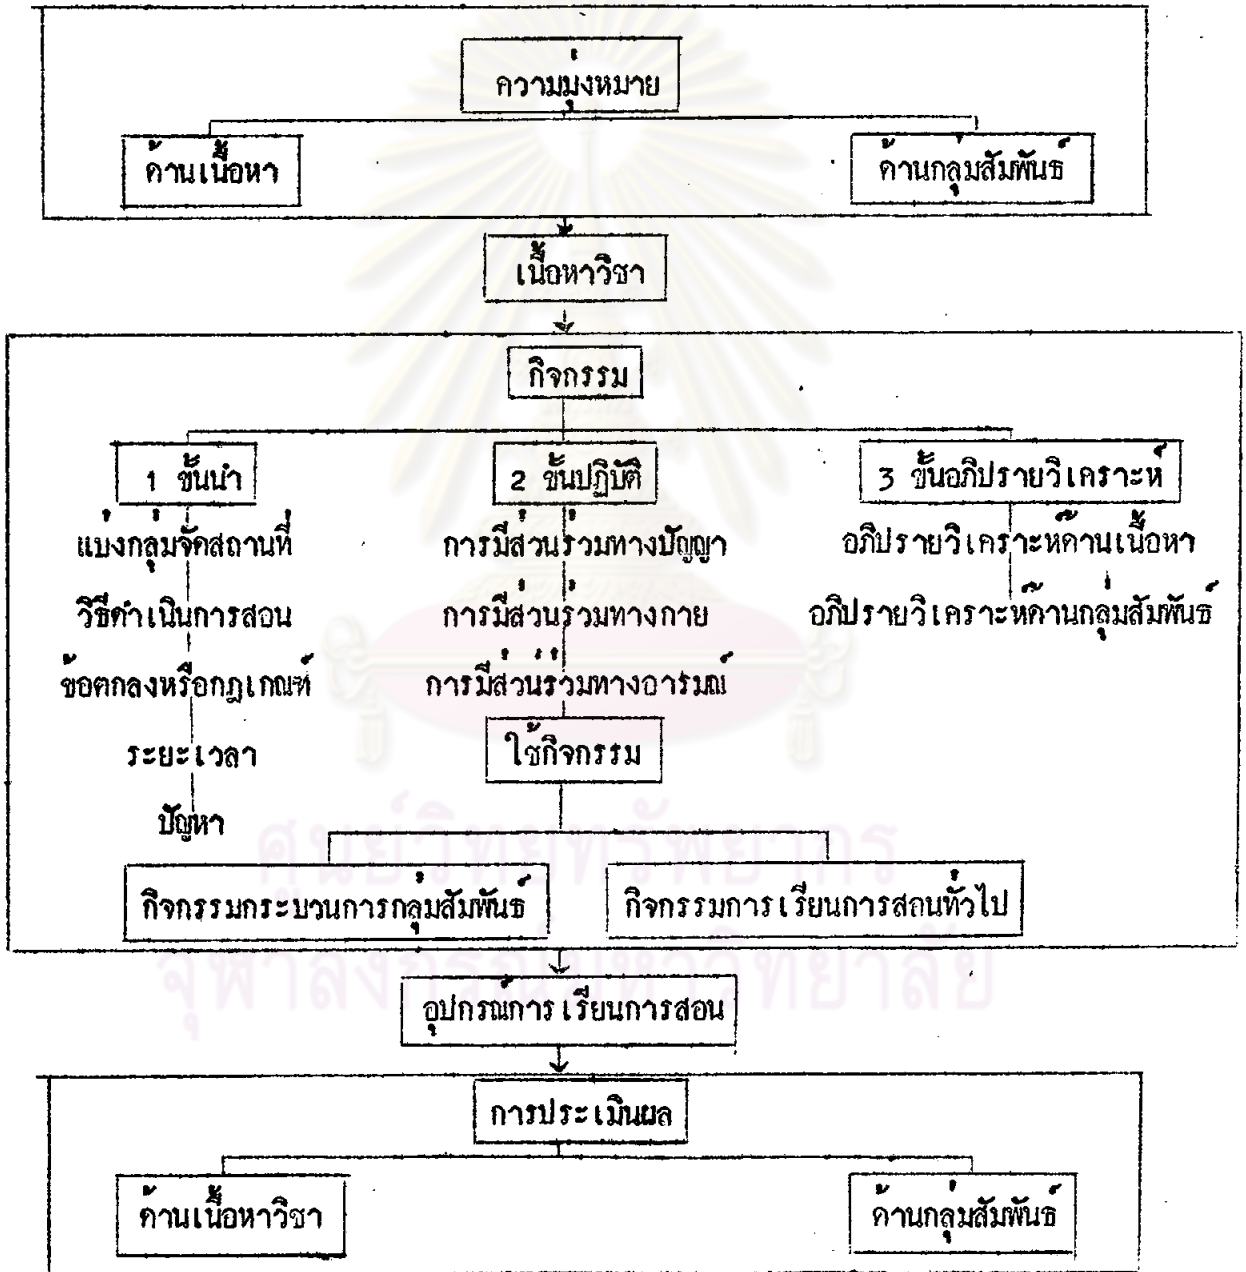 ความมุ่งหมาย
ด้านเนื้อหา
ด้านกลุ่มสัมพันธ์
เนื้อหาวิชา
กิจกรรม
1 ขั้นนำ
2 ขั้นปฏิบัติ
3 ขั้นอภิปรายวิเคราะห์
แบ่งกลุ่มจัดสถานที่
การมีส่วนร่วมทางปัญญา
อภิปรายวิเคราะห์ด้านเนื้อหา
วิธีดำเนินการสอน
การมีส่วนร่วมทางกาย
อภิปรายวิเคราะห์ด้านกลุ่มสัมพันธ์
ข้อตกลงหรือกฎเกณฑ์
การมีส่วนร่วมทางอารมณ์
ระยะเวลา
ใช้กิจกรรม
ปัญหา
ศูนย์วิทยทรัพยากร
กิจกรรมกระบวนการกลุ่มสัมพันธ์
กิจกรรมการเรียนการสอนทั่วไป
จุฬาลงกรณ์มหาวิทยาลัย
อุปกรณ์การเรียนการสอน
การประเมินผล
ด้านเนื้อหาวิชา
ด้านกลุ่มสัมพันธ์